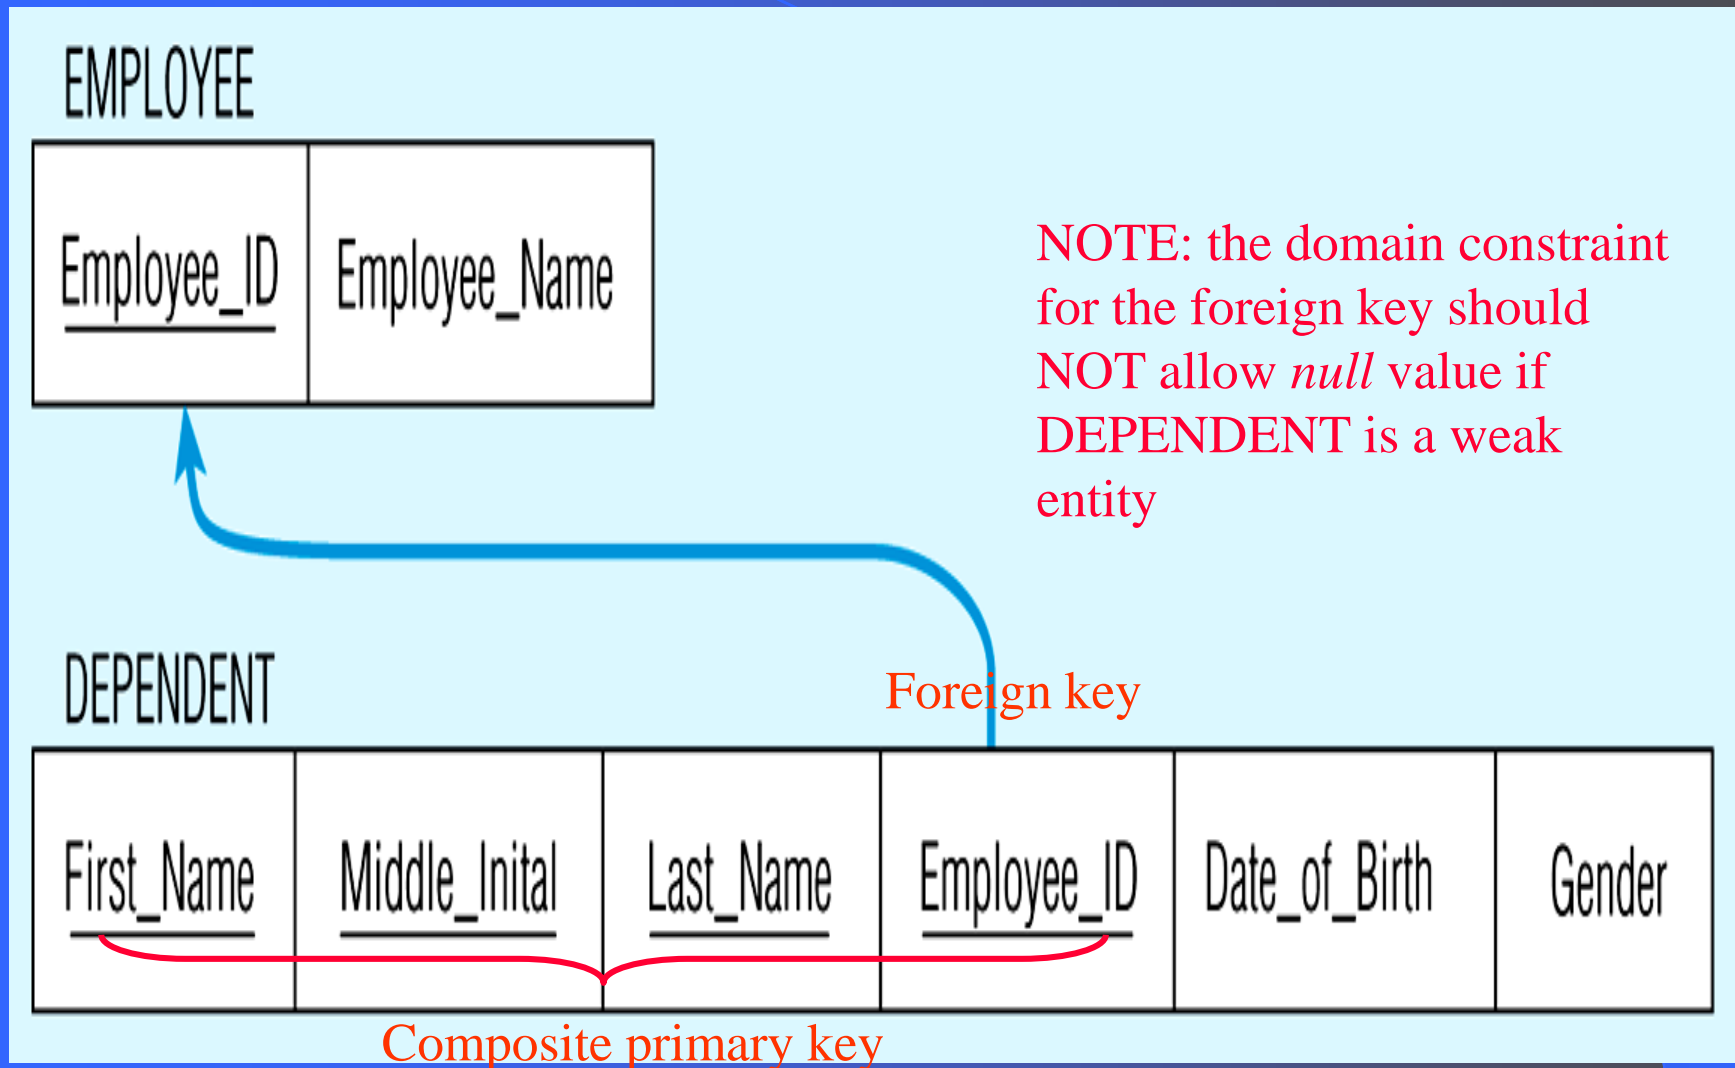 EMPLOYEE
Employee_ID Employee_Name
NOTE: the domain constraint
for the foreign key should
NOT allow null value if
DEPENDENT is a weak
entity
Foreign key
DEPENDENT
First_Name Middle_Inital Last_Name Employee_ID Date_of_Birth Gender
Composite primary key